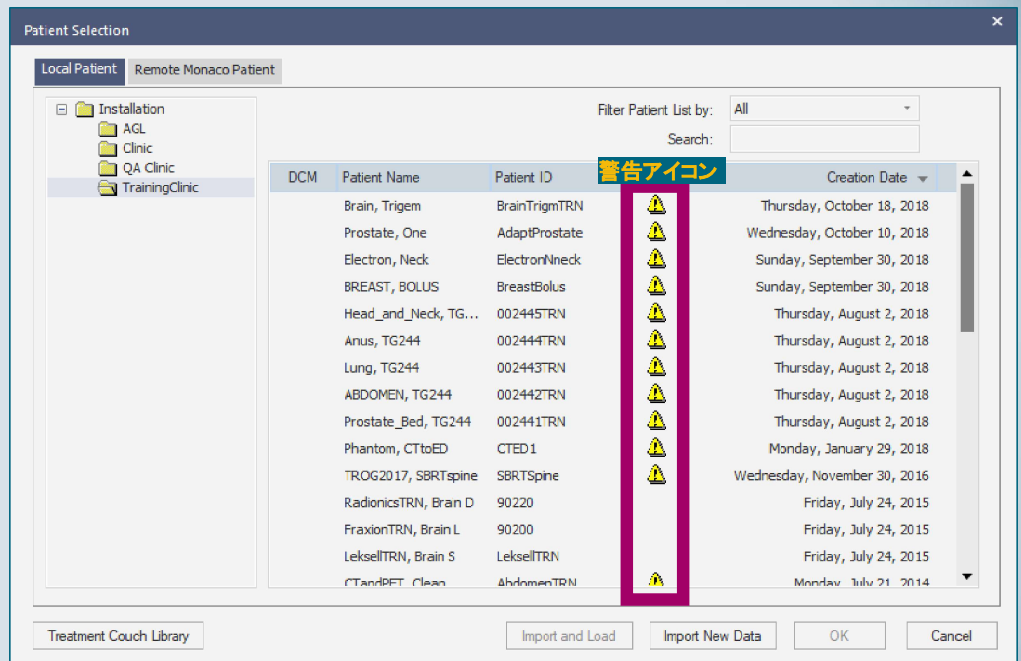 Patient Selection
Local Patient Remote Monaco Patient
Installation
AGL
Clinic
QA Clinic
TrainingClinic
Filter Patient List by: All
Search:
警告アイコン
DCM Patient Name Patient ID Creation Date
Brain, Trigem BrainTrigmTRN Thursday, October 18, 2018
Prostate, One AdaptProstate Wednesday, October 10, 2018
Electron, Neck ElectronNneck Sunday, September 30, 2018
BREAST, BOLUS BreastBolus Sunday, September 30, 2018
Head_and_Neck, TG... 002445TRN Thursday, August 2, 2018
Anus, TG244 002444TRN Thursday, August 2, 2018
Lung, TG244 002443TRN Thursday, August 2, 2018
ABDOMEN, TG244 002442TRN Thursday, August 2, 2018
Prostate_Bed, TG244 002441TRN Thursday, August 2, 2018
Phantom, CTtoED CTED1 Monday, January 29, 2018
TROG2017, SBRTspine SBRTSpine Wednesday, November 30, 2016
RadionicsTRN, Brain D 90220 Friday, July 24, 2015
FraxionTRN, Brain L 90200 Friday, July 24, 2015
LeksellTRN, Brain S LeksellTRN Friday, July 24, 2015
CTandPET, Clean AbdomenTRN Monday, July 21, 2014
Treatment Couch Library Import and Load Import New Data OK Cancel